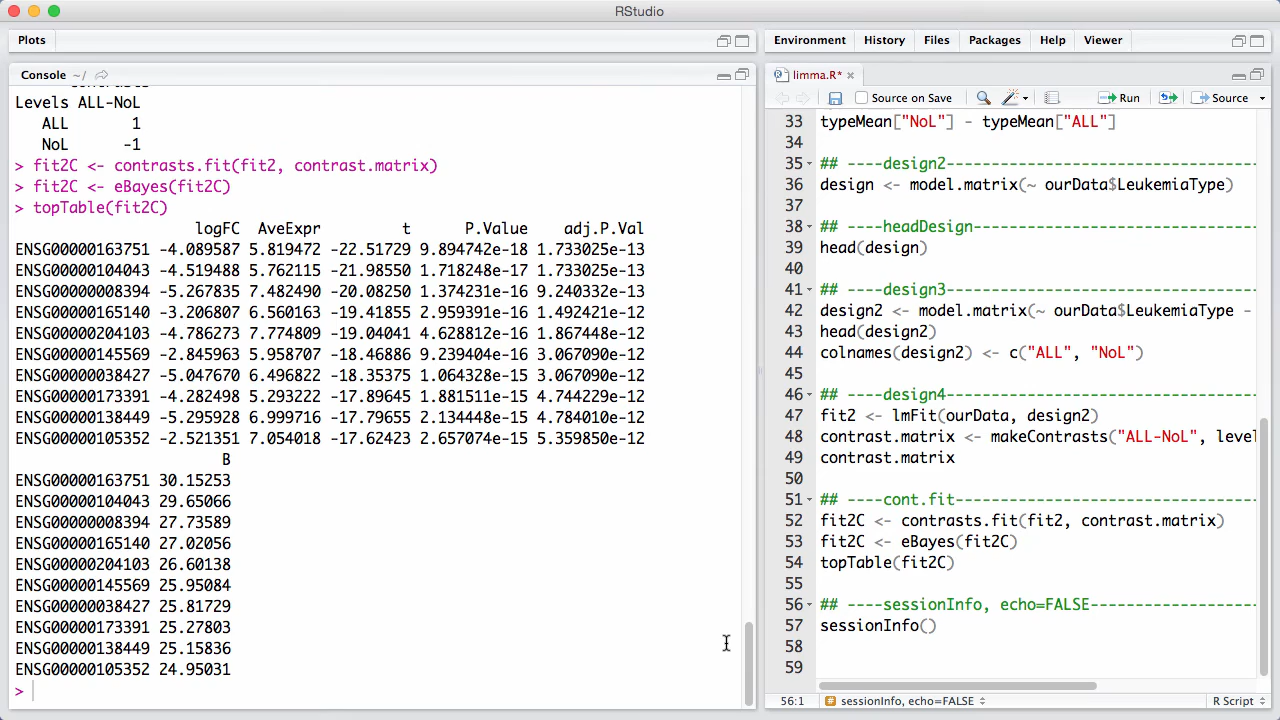 RStudio
Plots
Console ~/
Levels ALL-NoL
ALL 1
NoL -1
> fit2C <- contrasts.fit(fit2, contrast.matrix)
> fit2C <- eBayes(fit2C)
> topTable(fit2C)
logFC AveExpr t P.Value adj.P.Val
ENSG00000163751 -4.089587 5.819472 -22.51729 9.894742e-18 1.733025e-13
ENSG00000104043 -4.519488 5.762115 -21.98550 1.718248e-17 1.733025e-13
ENSG00000008394 -5.267835 7.482490 -20.08250 1.374231e-16 9.240332e-13
ENSG00000165140 -3.206807 6.560163 -19.41855 2.959391e-16 1.492421e-12
ENSG00000204103 -4.786273 7.774809 -19.04041 4.628812e-16 1.867448e-12
ENSG00000145569 -2.845963 5.958707 -18.46886 9.239404e-16 3.067090e-12
ENSG00000038427 -5.047670 6.496822 -18.35375 1.064328e-15 3.067090e-12
ENSG00000173391 -4.282498 5.293222 -17.89645 1.881515e-15 4.744229e-12
ENSG00000138449 -5.295928 6.999716 -17.79655 2.134448e-15 4.784010e-12
ENSG00000105352 -2.521351 7.054018 -17.62423 2.657074e-15 5.359850e-12
B
ENSG00000163751 30.15253
ENSG00000104043 29.65066
ENSG00000008394 27.73589
ENSG00000165140 27.02056
ENSG00000204103 26.60138
ENSG00000145569 25.95084
ENSG00000038427 25.81729
ENSG00000173391 25.27803
ENSG00000138449 25.15836
ENSG00000105352 24.95031
>
Environment History Files Packages Help Viewer
limma.R*
Source on Save Run Source
33 typeMean["NoL"] - typeMean["ALL"]
34
35 ## ----design2-----------------------------------
36 design <- model.matrix(~ ourData$LeukemiaType)
37
38 ## ----headDesign--------------------------------
39 head(design)
40
41 ## ----design3-----------------------------------
42 design2 <- model.matrix(~ ourData$LeukemiaType -
43 head(design2)
44 colnames(design2) <- c("ALL", "NoL")
45
46 ## ----design4-----------------------------------
47 fit2 <- lmFit(ourData, design2)
48 contrast.matrix <- makeContrasts("ALL-NoL", level
49 contrast.matrix
50
51 ## ----cont.fit----------------------------------
52 fit2C <- contrasts.fit(fit2, contrast.matrix)
53 fit2C <- eBayes(fit2C)
54 topTable(fit2C)
55
56 ## ----sessionInfo, echo=FALSE------------------
57 sessionInfo()
58
59
56:1 # sessionInfo, echo=FALSE R Script